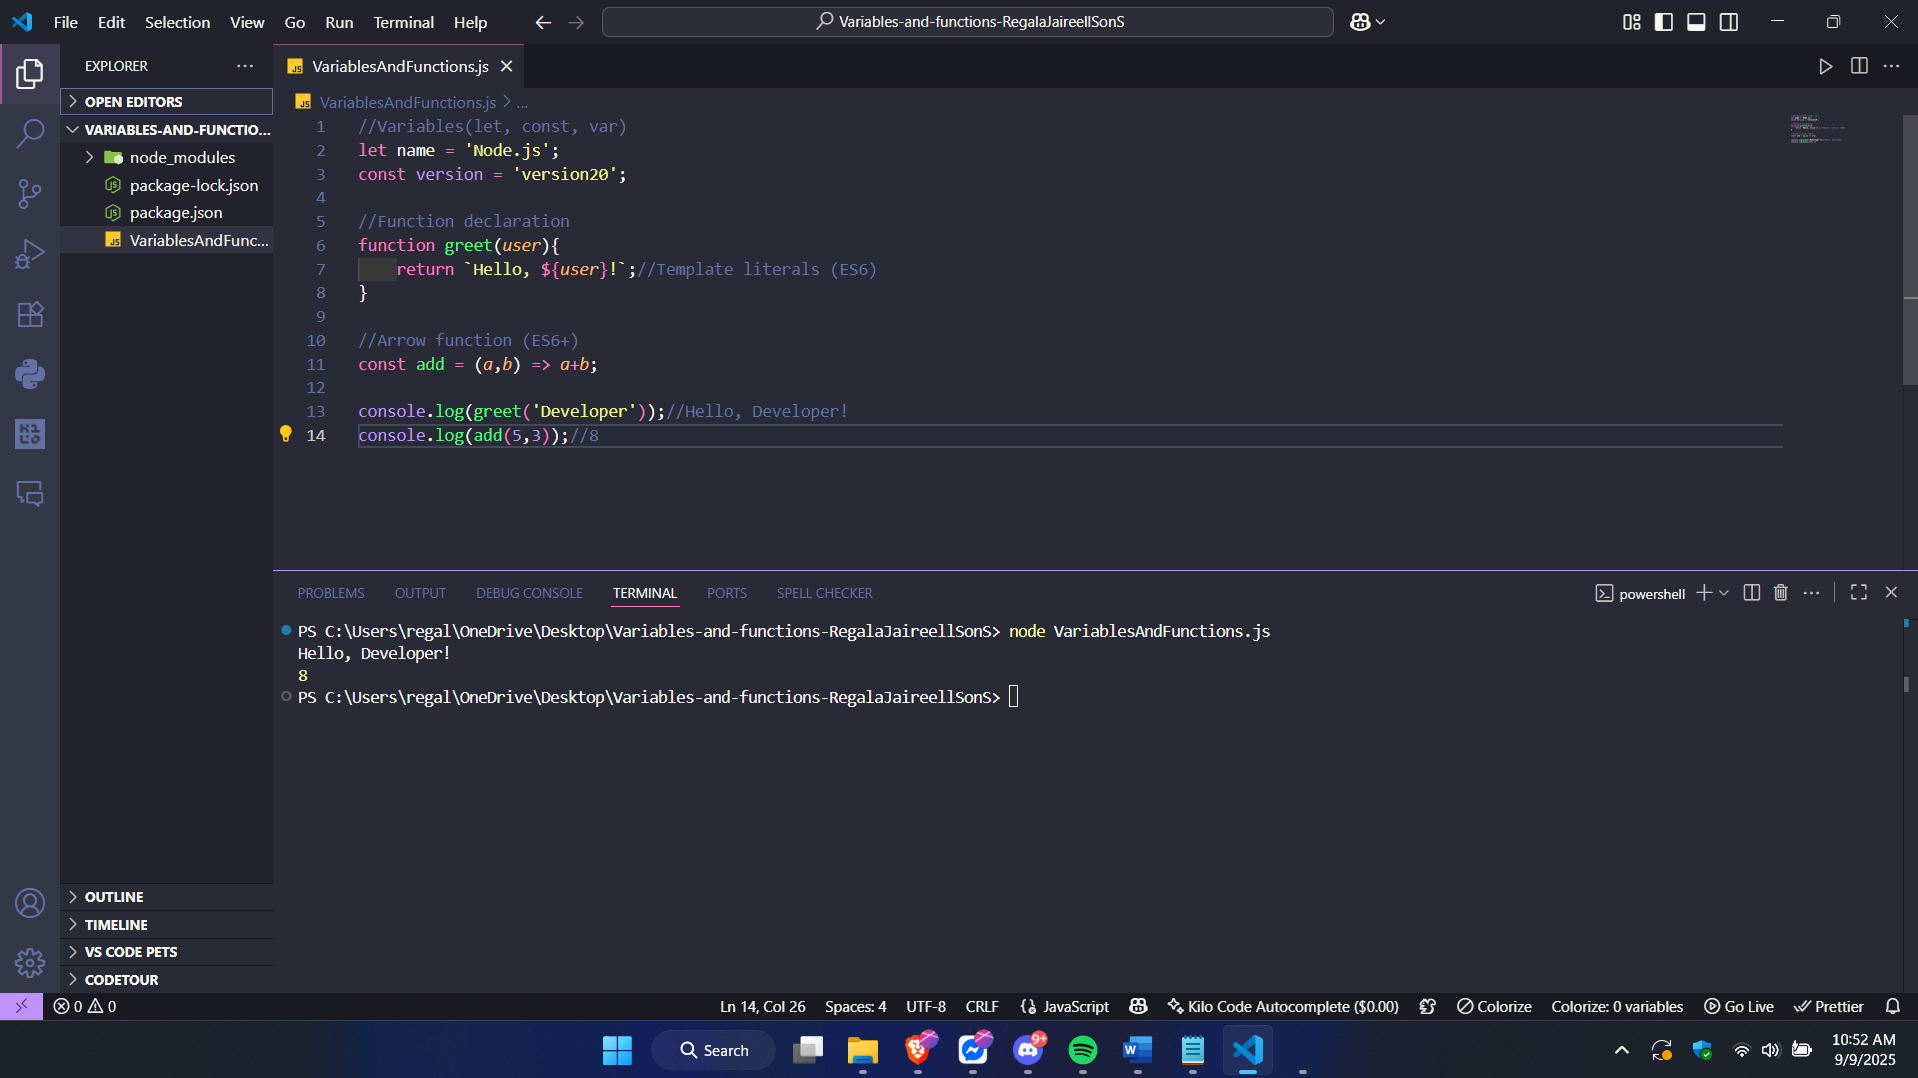 File Edit Selection View Go Run Terminal Help
Variables-and-functions-RegalaJaireellSonS
EXPLORER
OPEN EDITORS
VARIABLES-AND-FUNCTIO...
node_modules
package-lock.json
package.json
VariablesAndFunc...
OUTLINE
TIMELINE
VS CODE PETS
CODETOUR
VariablesAndFunctions.js
VariablesAndFunctions.js > ...
1 //Variables(let, const, var)
2 let name = 'Node.js';
3 const version = 'version20';
4
5 //Function declaration
6 function greet(user){
7 return `Hello, ${user}!`;//Template literals (ES6)
8 }
9
10 //Arrow function (ES6+)
11 const add = (a,b) => a+b;
12
13 console.log(greet('Developer'));//Hello, Developer!
14 console.log(add(5,3));//8
PROBLEMS OUTPUT DEBUG CONSOLE TERMINAL PORTS SPELL CHECKER
powershell
PS C:\Users\regal\OneDrive\Desktop\Variables-and-functions-RegalaJaireellSonS> node VariablesAndFunctions.js
Hello, Developer!
8
PS C:\Users\regal\OneDrive\Desktop\Variables-and-functions-RegalaJaireellSonS>
0 0
Ln 14, Col 26 Spaces: 4 UTF-8 CRLF {} JavaScript Kilo Code Autocomplete ($0.00) Colorize Colorize: 0 variables Go Live Prettier
Search
9+
10:52 AM
9/9/2025